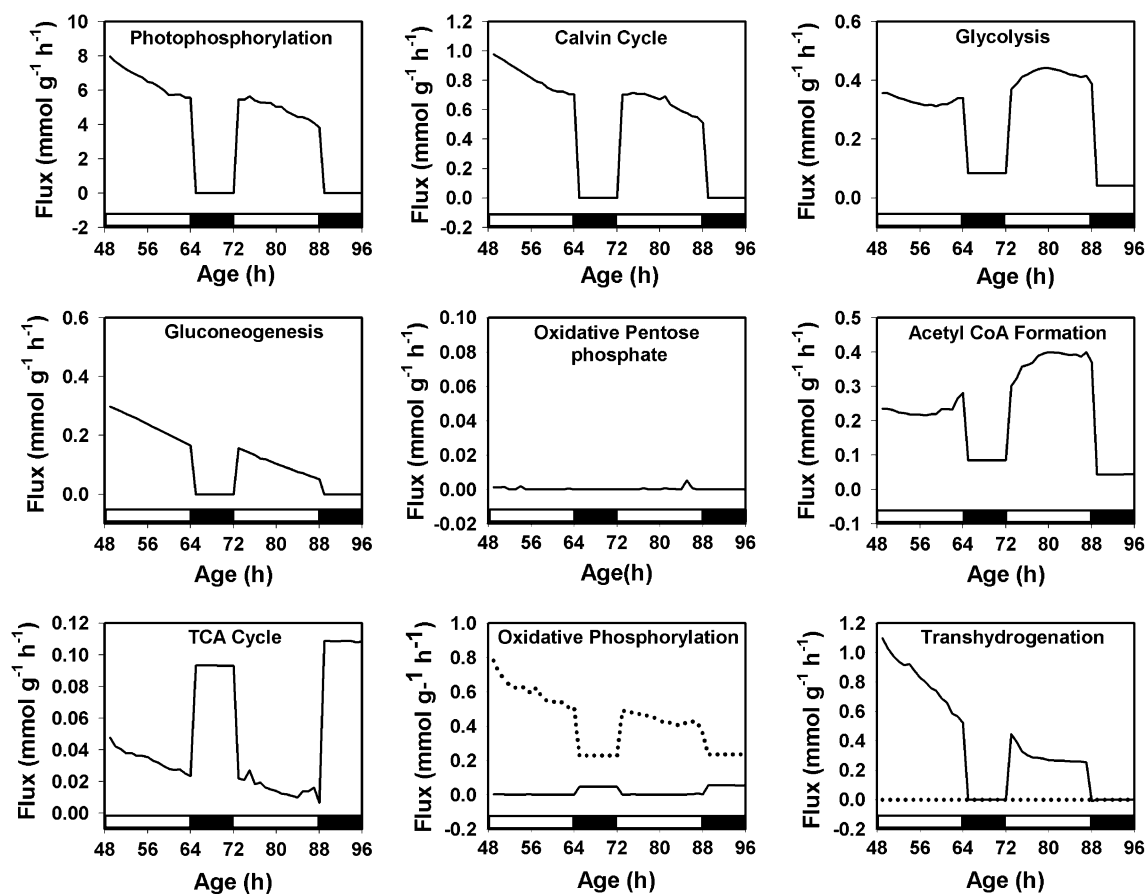 Photophosphorylation
Flux (mmol g⁻¹ h⁻¹)
10
8
6
4
2
0
-2
48 56 64 72 80 88 96
Age (h)
Calvin Cycle
Flux (mmol g⁻¹ h⁻¹)
1.2
1.0
0.8
0.6
0.4
0.2
0.0
-0.2
48 56 64 72 80 88 96
Age (h)
Glycolysis
Flux (mmol g⁻¹ h⁻¹)
0.6
0.4
0.2
0.0
48 56 64 72 80 88 96
Age (h)
Gluconeogenesis
Flux (mmol g⁻¹ h⁻¹)
0.6
0.4
0.2
0.0
48 56 64 72 80 88 96
Age (h)
Oxidative Pentose
phosphate
Flux (mmol g⁻¹ h⁻¹)
0.10
0.08
0.06
0.04
0.02
0.00
-0.02
48 56 64 72 80 88 96
Age(h)
Acetyl CoA Formation
Flux (mmol g⁻¹ h⁻¹)
0.5
0.4
0.3
0.2
0.1
0.0
-0.1
48 56 64 72 80 88 96
Age (h)
TCA Cycle
Flux (mmol g⁻¹ h⁻¹)
0.12
0.10
0.08
0.06
0.04
0.02
0.00
48 56 64 72 80 88 96
Age (h)
Oxidative Phosphorylation
Flux (mmol g-¹ h-¹)
1.0
0.8
0.6
0.4
0.2
0.0
-0.2
48 56 64 72 80 88 96
Age (h)
Transhydrogenation
Flux (mmol g⁻¹ h⁻¹)
1.2
1.0
0.8
0.6
0.4
0.2
0.0
-0.2
48 56 64 72 80 88 96
Age (h)